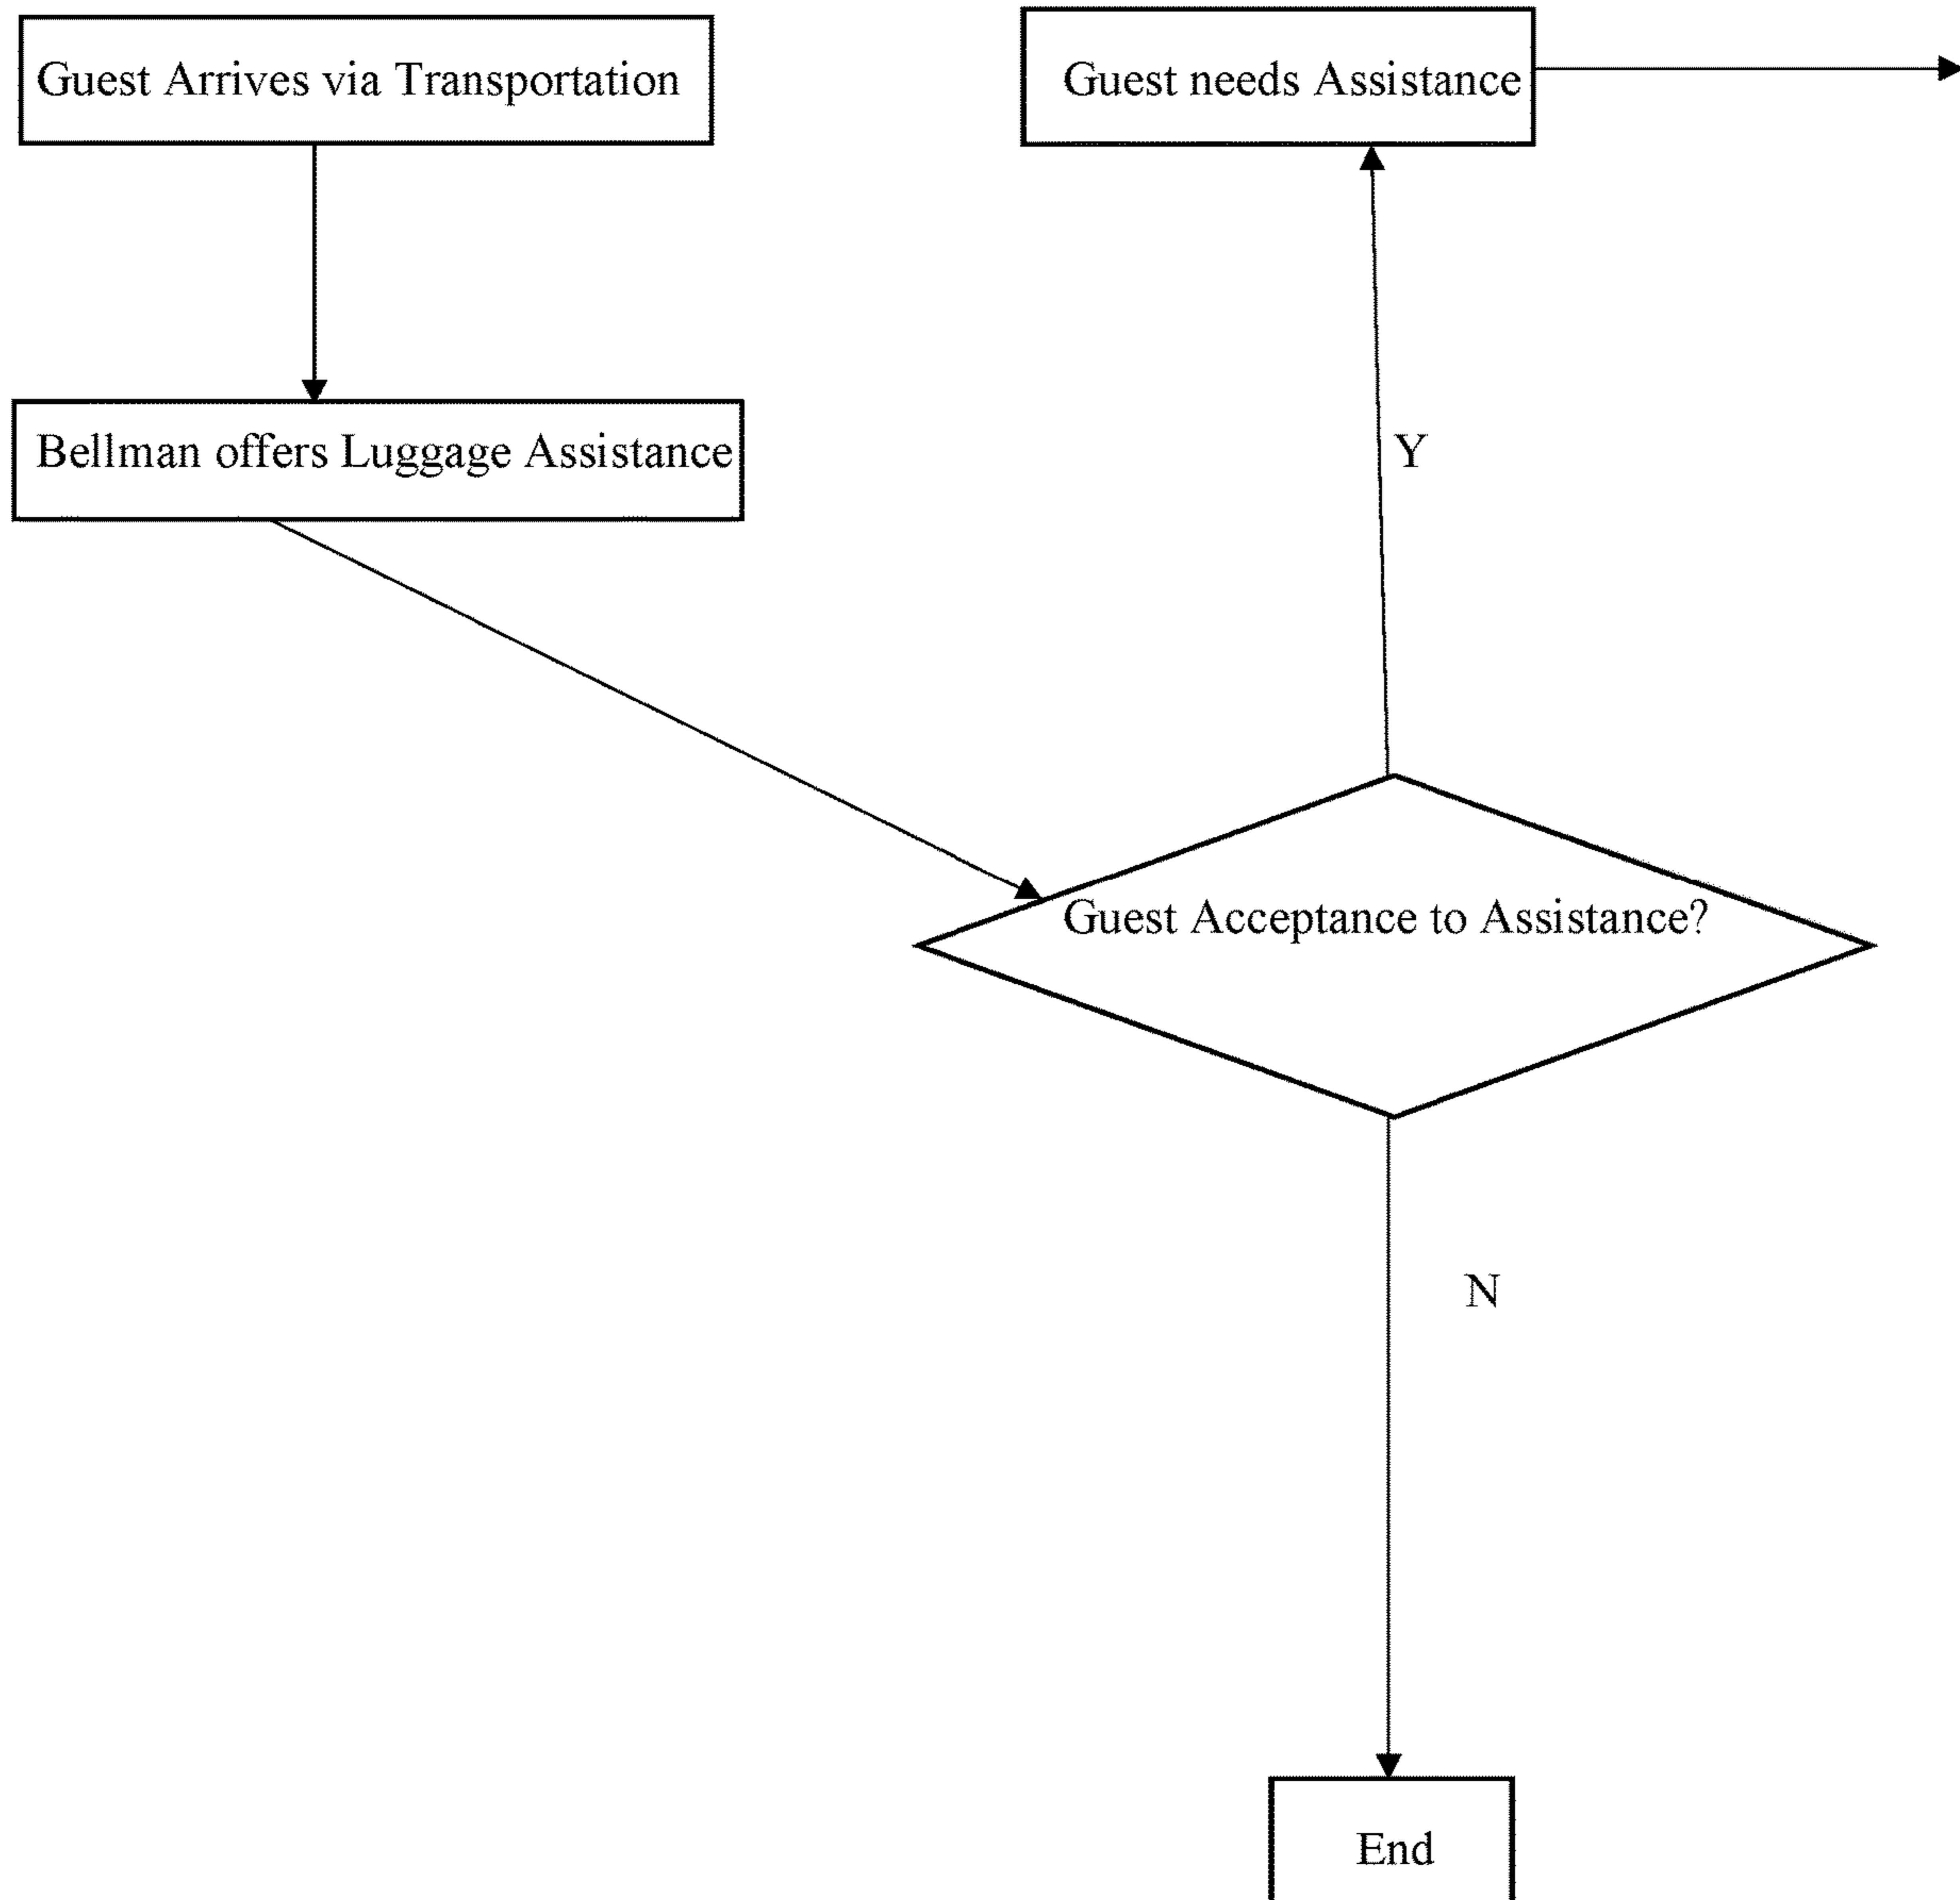 Guest Arrives via Transportation
Guest needs Assistance
Bellman offers Luggage Assistance
Y
Guest Acceptance to Assistance?
N
End